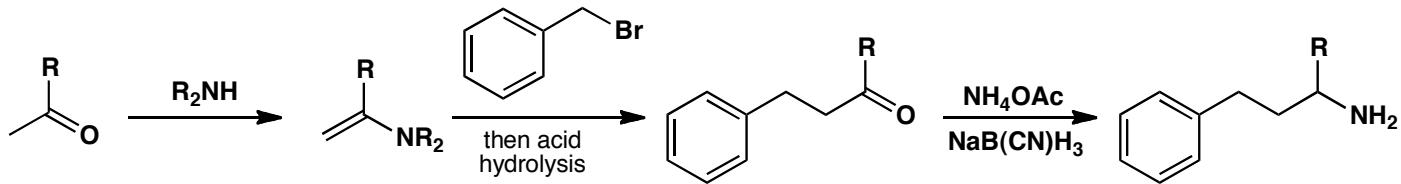 R
O
R₂NH
R
NR₂
Br
then acid
hydrolysis
R
O
NH₄OAc
NaB(CN)H₃
R
NH₂